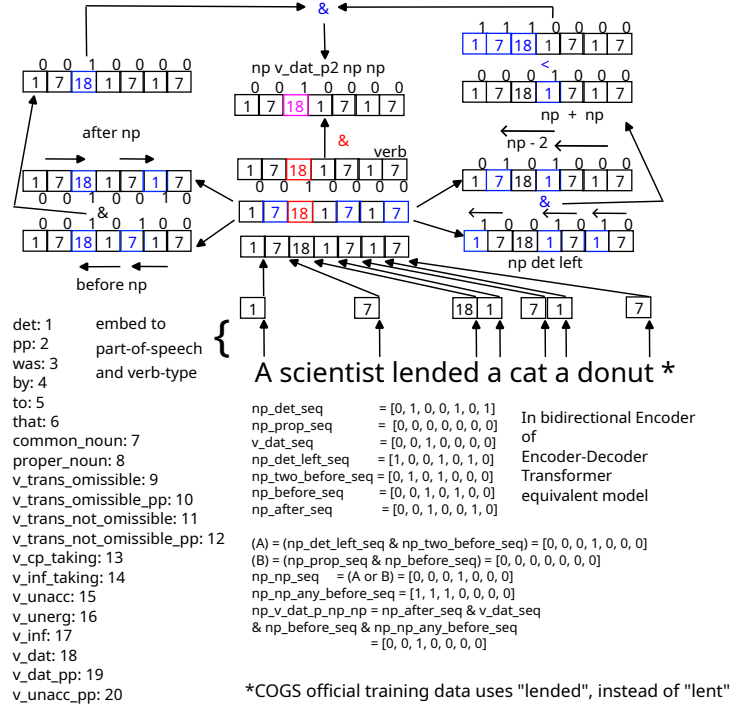 &
0 0 1 0 0 0 0
1 7 18 1 7 1 7
after np
1 7 18 1 7 1 7
0 0 1 0 0 1 0
&
0 0 1 0 1 0 0
1 7 18 1 7 1 7
before np
np v_dat_p2 np np
0 0 1 0 0 0 0
1 7 18 1 7 1 7
&
verb
1 7 18 1 7 1 7
0 0 1 0 0 0 0
1 7 18 1 7 1 7
1 7 18 1 7 1 7
1 1 1 0 0 0 0
1 7 18 1 7 1 7
<
0 0 0 1 0 0 0
1 7 18 1 7 1 7
np + np
np - 2
0 1 0 1 0 0 0
1 7 18 1 7 1 7
&
1 0 0 1 0 1 0
1 7 18 1 7 1 7
np det left
1 7 18 1 7 1 7
embed to
part-of-speech
and verb-type
{
A scientist lended a cat a donut *
det: 1
pp: 2
was: 3
by: 4
to: 5
that: 6
common_noun: 7
proper_noun: 8
v_trans_omissible: 9
v_trans_omissible_pp: 10
v_trans_not_omissible: 11
v_trans_not_omissible_pp: 12
v_cp_taking: 13
v_inf_taking: 14
v_unacc: 15
v_unerg: 16
v_inf: 17
v_dat: 18
v_dat_pp: 19
v_unacc_pp: 20
np_det_seq = [0, 1, 0, 0, 1, 0, 1]
np_prop_seq = [0, 0, 0, 0, 0, 0, 0]
v_dat_seq = [0, 0, 1, 0, 0, 0, 0]
np_det_left_seq = [1, 0, 0, 1, 0, 1, 0]
np_two_before_seq = [0, 1, 0, 1, 0, 0, 0]
np_before_seq = [0, 0, 1, 0, 1, 0, 0]
np_after_seq = [0, 0, 1, 0, 0, 1, 0]
(A) = (np_det_left_seq & np_two_before_seq) = [0, 0, 0, 1, 0, 0, 0]
(B) = (np_prop_seq & np_before_seq) = [0, 0, 0, 0, 0, 0, 0]
np_np_seq = (A or B) = [0, 0, 0, 1, 0, 0, 0]
np_np_any_before_seq = [1, 1, 1, 0, 0, 0, 0]
np_v_dat_p_np_np = np_after_seq & v_dat_seq
& np_before_seq & np_np_any_before_seq
= [0, 0, 1, 0, 0, 0, 0]
In bidirectional Encoder
of
Encoder-Decoder
Transformer
equivalent model
*COGS official training data uses "lended", instead of "lent"